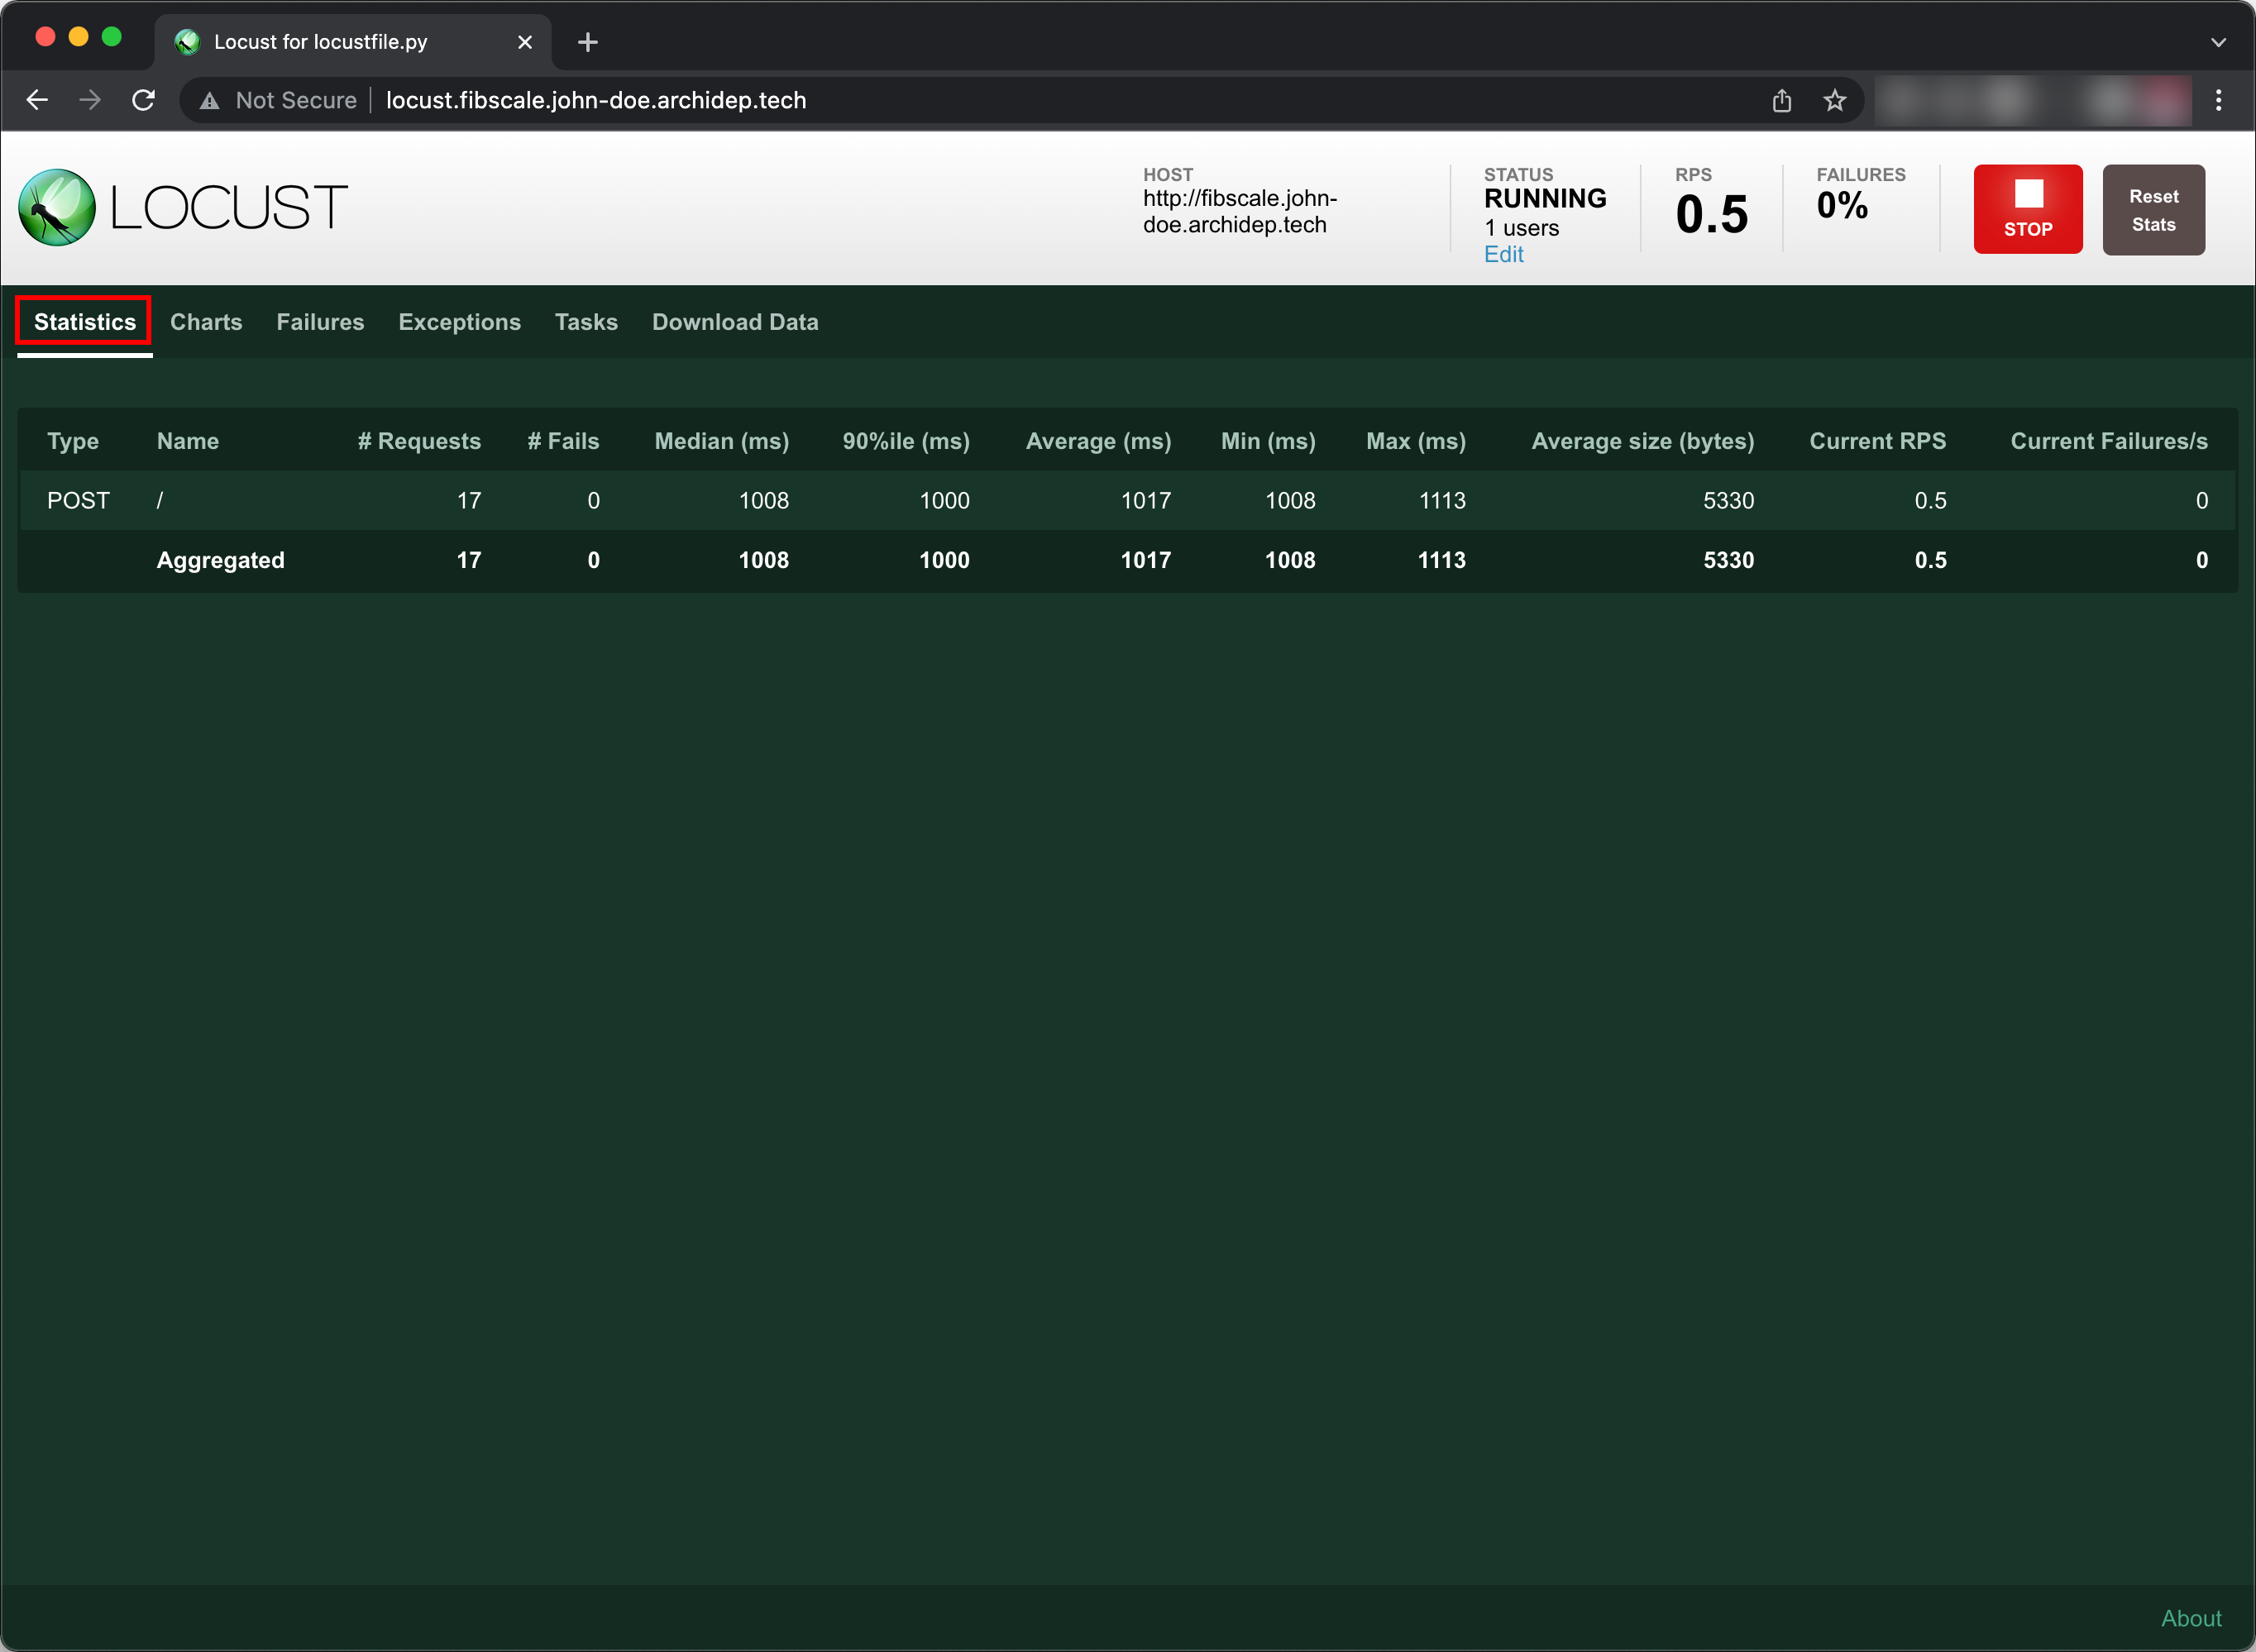 Locust for locustfile.py
Not Secure locust.fibscale.john-doe.archidep.tech
LOCUST
HOST
http://fibscale.john-
doe.archidep.tech
STATUS
RUNNING
1 users
Edit
RPS
0.5
FAILURES
0%
STOP
Reset
Stats
Statistics Charts Failures Exceptions Tasks Download Data
Type Name # Requests # Fails Median (ms) 90%ile (ms) Average (ms) Min (ms) Max (ms) Average size (bytes) Current RPS Current Failures/s
POST / 17 0 1008 1000 1017 1008 1113 5330 0.5 0
Aggregated 17 0 1008 1000 1017 1008 1113 5330 0.5 0
About